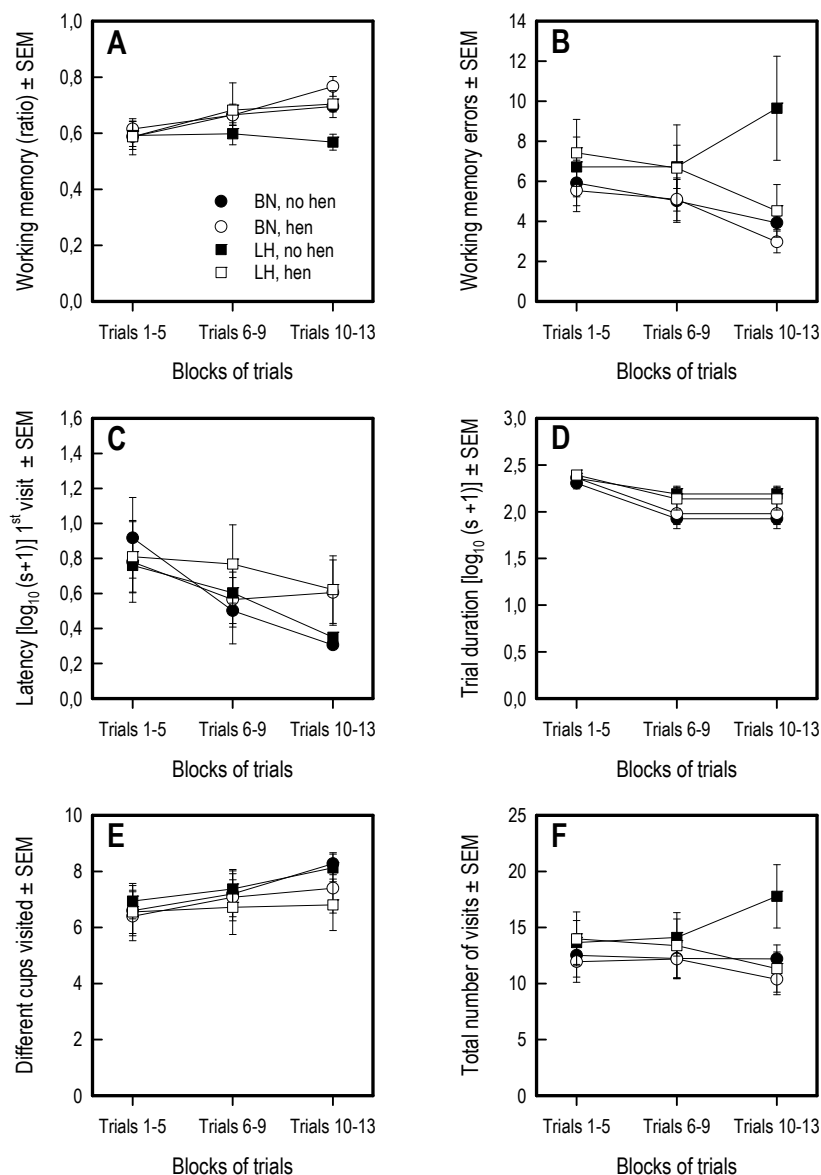 A
Working memory (ratio) ± SEM
1,0
0,8
0,6
0,4
0,2
0,0
BN, no hen
BN, hen
LH, no hen
LH, hen
Trials 1-5 Trials 6-9 Trials 10-13
Blocks of trials
B
Working memory errors ± SEM
14
12
10
8
6
4
2
0
Trials 1-5 Trials 6-9 Trials 10-13
Blocks of trials
C
Latency [log10 (s+1)] 1st visit ± SEM
1,6
1,4
1,2
1,0
0,8
0,6
0,4
0,2
0,0
Trials 1-5 Trials 6-9 Trials 10-13
Blocks of trials
D
Trial duration [log10 (s +1)] ± SEM
3,0
2,5
2,0
1,5
1,0
0,5
0,0
Trials 1-5 Trials 6-9 Trials 10-13
Blocks of trials
E
Different cups visited ± SEM
10
8
6
4
2
0
Trials 1-5 Trials 6-9 Trials 10-13
Blocks of trials
F
Total number of visits ± SEM
25
20
15
10
5
0
Trials 1-5 Trials 6-9 Trials 10-13
Blocks of trials